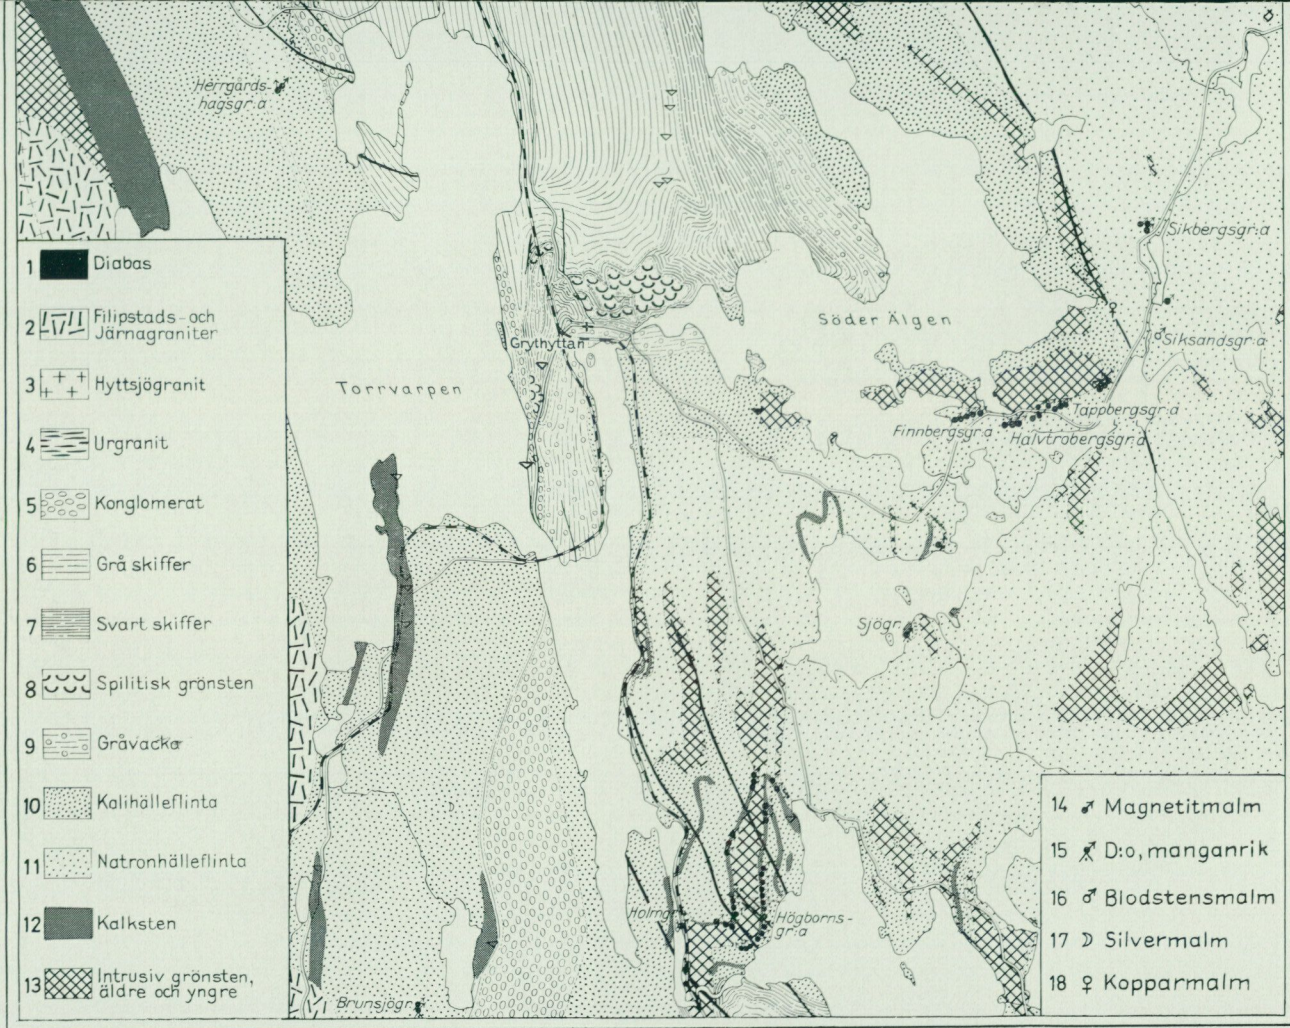 Herrgårds-
hagsgr:a
Sikbergsgr:a
Söder Älgen
Siksandsgr:a
Grythyttan
Torrvarpen
Tappbergsgr:a
Finnbergsgr:a
Halvtrobergsgr:a
Sjögr.
Holmgr.
Högborns-
gr:a
Brunsjögr.
1 Diabas
2 Filipstads- och
Järnagraniter
3 Hyttsjögranit
4 Urgranit
5 Konglomerat
6 Grå skiffer
7 Svart skiffer
8 Spilitisk grönsten
9 Gråvacka
10 Kalihälleflinta
11 Natronhälleflinta
12 Kalksten
13 Intrusiv grönsten,
äldre och yngre
14 Magnetitmalm
15 D:o, manganrik
16 ♂ Blodstensmalm
17 ☽ Silvermalm
18 ♀ Kopparmalm